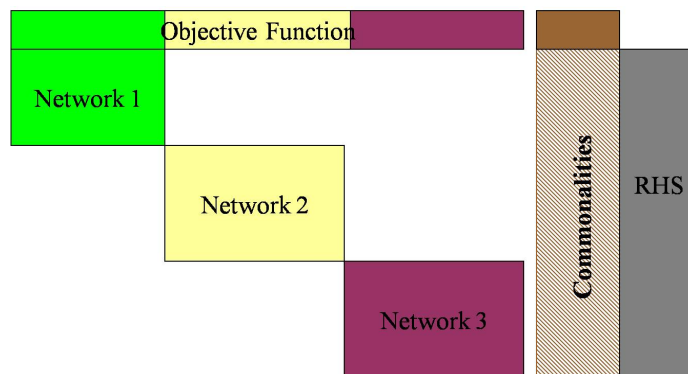 Objective Function
Network 1
Network 2
Network 3
Commonalities
RHS